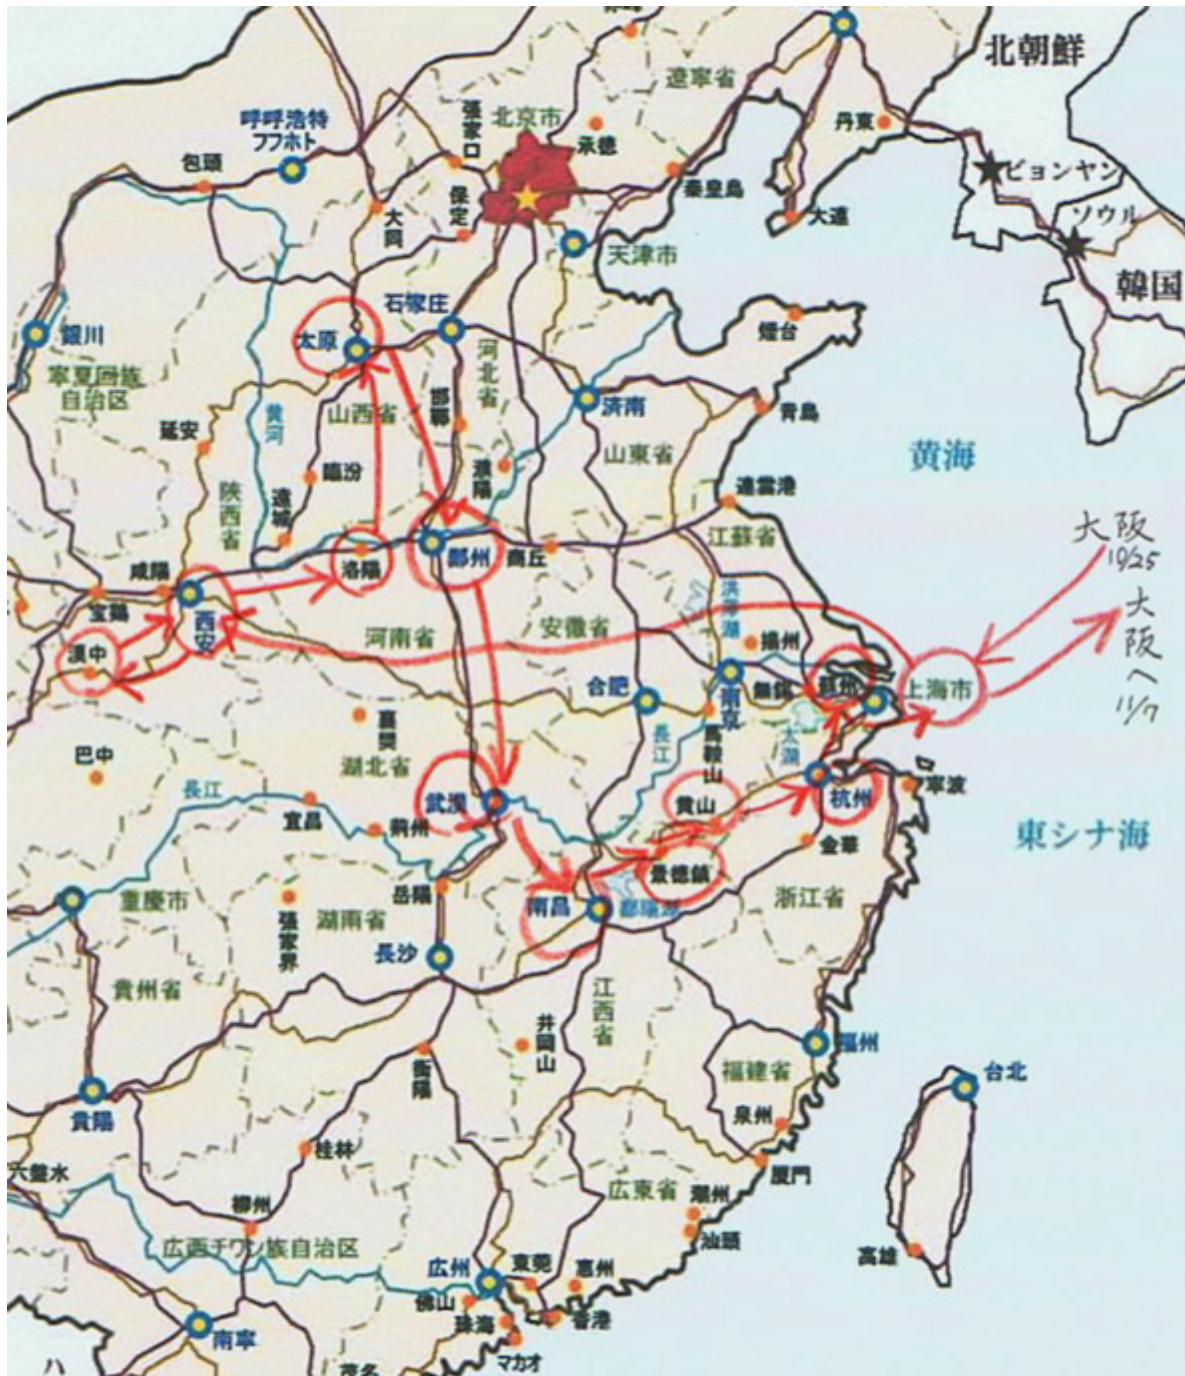 北朝鮮
遼寧省
呼呼浩特
フフホト
張家口
北京市
承徳
丹東
包頭
秦皇島
ピョンヤン
保定
大同
大連
ソウル
天津市
韓国
石家庄
銀川
太原
煙台
寧夏回族
自治区
河北省
黄河
山西省
邯鄲
済南
青島
延安
山東省
黄海
臨汾
濮陽
陝西省
連雲港
江蘇省
大阪
10/25
洛陽
鄭州
商丘
咸陽
宝鶏
西安
河南省
安徽省
洪澤湖
揚州
大阪へ
11/7
漢中
合肥
南京
無錫
蘇州
上海市
襄樊
馬鞍山
長江
太湖
巴中
湖北省
長江
武漢
黄山
杭州
寧波
宜昌
荊州
東シナ海
金華
景徳鎮
重慶市
岳陽
南昌
浙江省
張家界
湖南省
長沙
貴州省
江西省
井岡山
福州
衡陽
福建省
台北
貴陽
泉州
桂林
六盤水
厦門
広東省
潮州
柳州
汕頭
広西チワン族自治区
高雄
広州
東莞
恵州
佛山
珠海
香港
南寧
マカオ
茂名
ハ